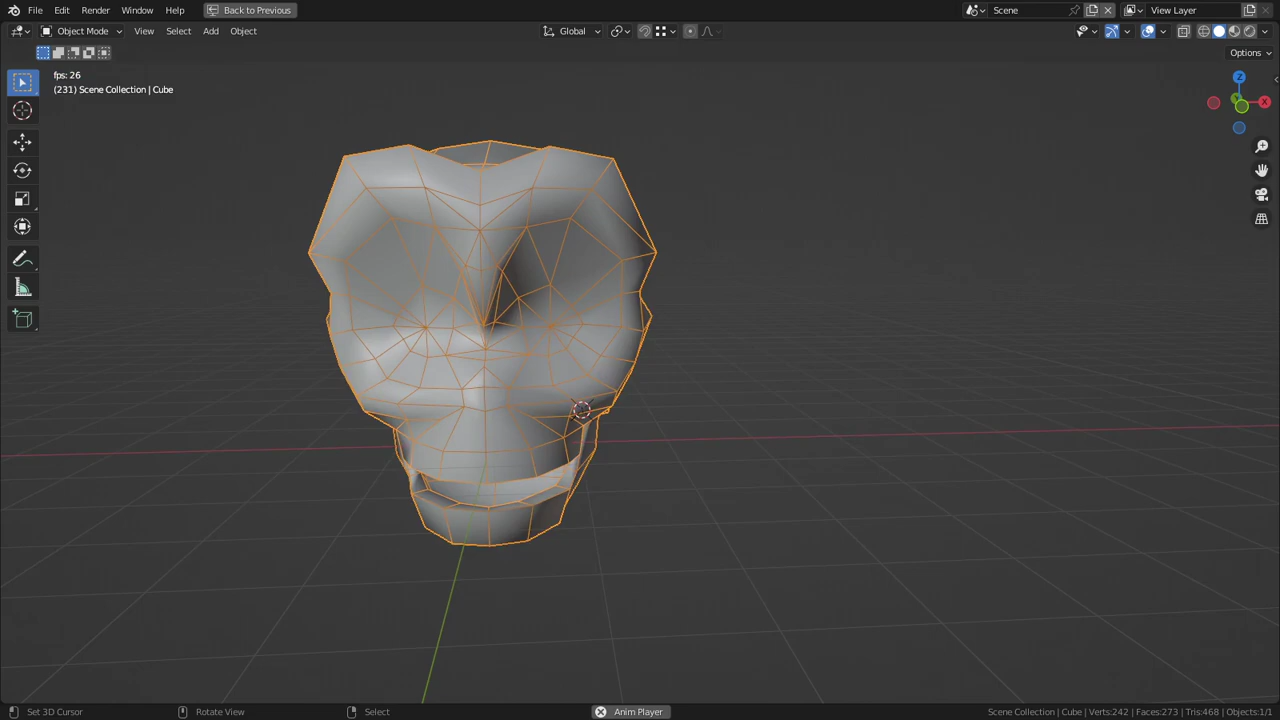 File Edit Render Window Help Back to Previous Scene View Layer
Object Mode View Select Add Object Global
Options
fps: 26
(231) Scene Collection | Cube
Z
X
Y
Set 3D Cursor Rotate View Select Anim Player Scene Collection | Cube | Verts:242 | Faces:273 | Tris:468 | Objects:1/1